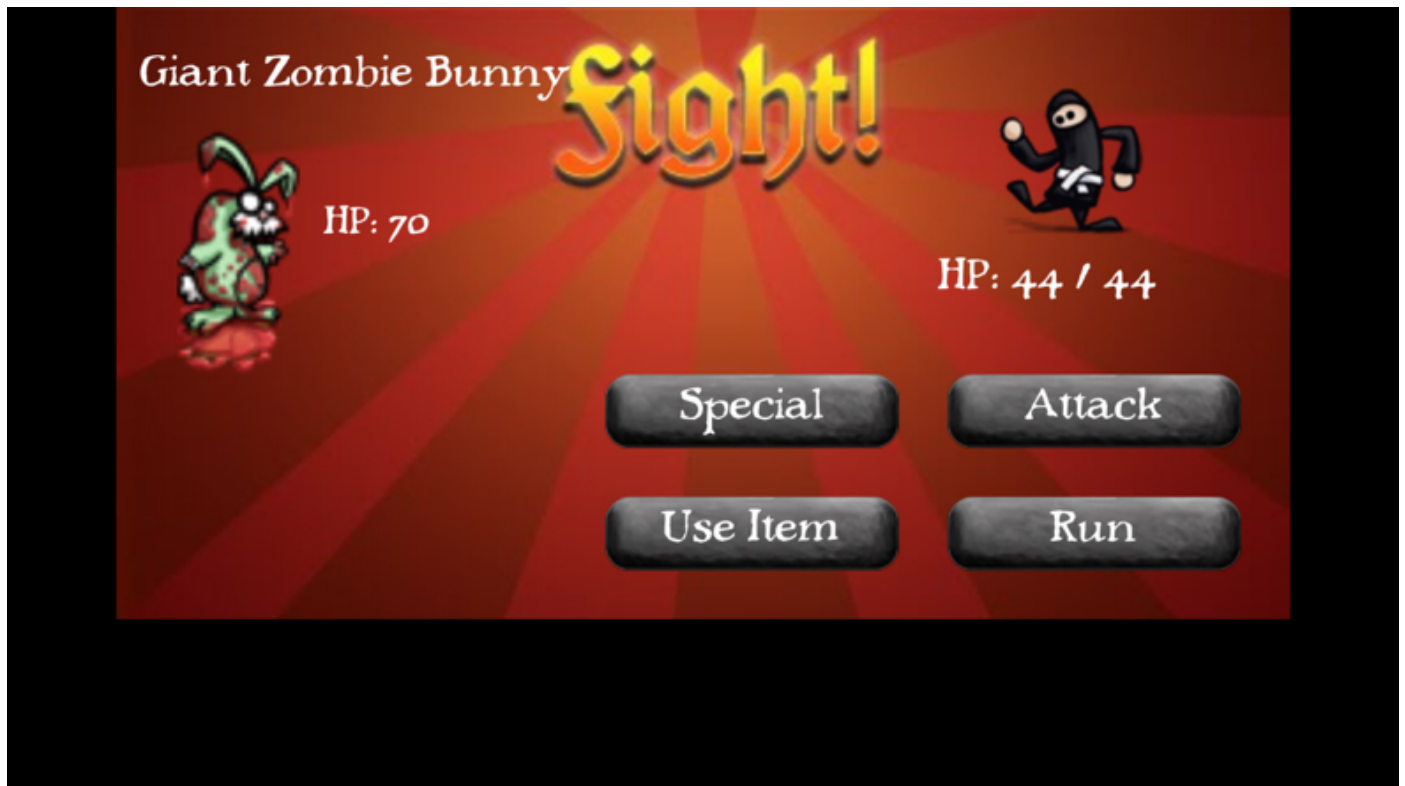 Giant Zombie Bunny
Fight!
HP: 70
HP: 44 / 44
Special
Attack
Use Item
Run